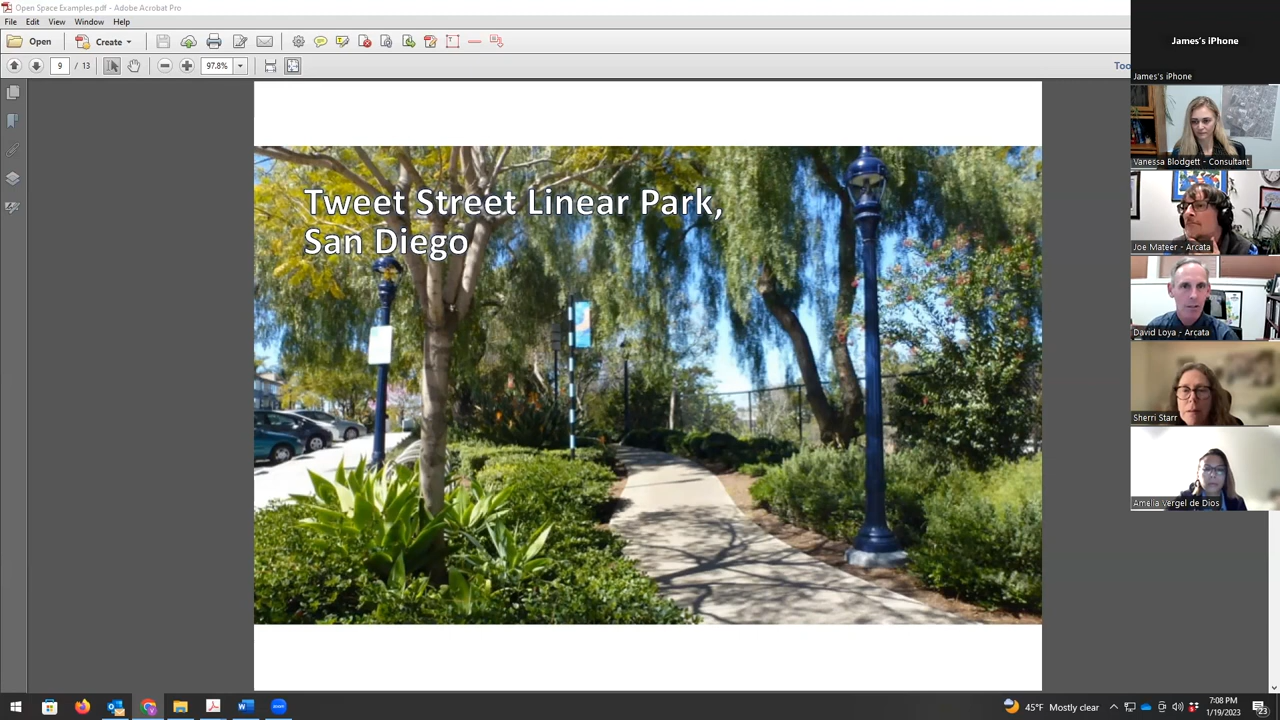 Open Space Examples.pdf - Adobe Acrobat Pro
File Edit View Window Help
Open
Create
9 / 13
97.8%
Too
Tweet Street Linear Park,
San Diego
James's iPhone
James's iPhone
Vanessa Blodgett - Consultant
Joe Mateer - Arcata
David Loya - Arcata
Sherri Starr
Amelia Vergel de Dios
45°F Mostly clear
7:08 PM
1/19/2023
23